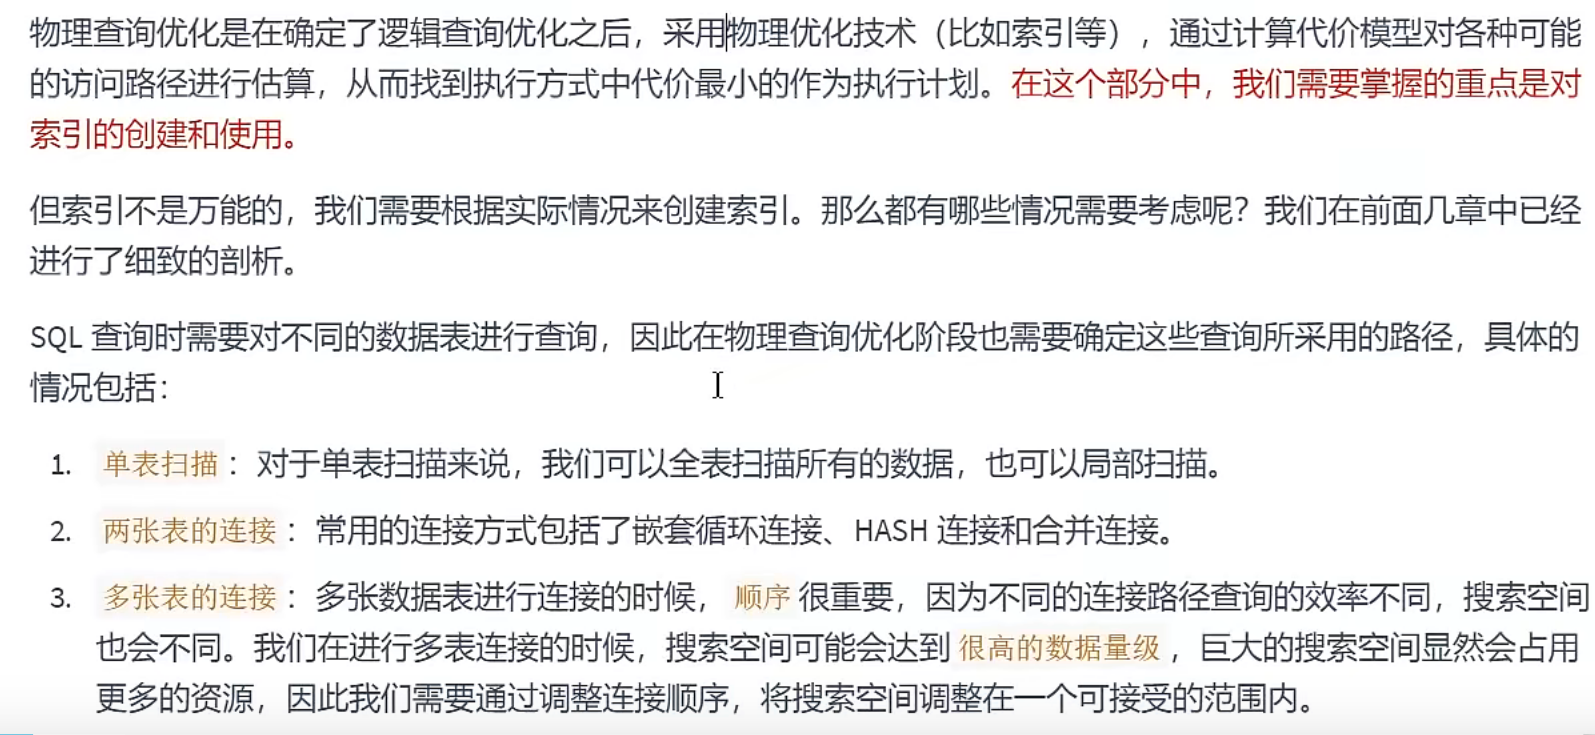 物理查询优化是在确定了逻辑查询优化之后，采用物理优化技术（比如索引等），通过计算代价模型对各种可能
的访问路径进行估算，从而找到执行方式中代价最小的作为执行计划。在这个部分中，我们需要掌握的重点是对
索引的创建和使用。
但索引不是万能的，我们需要根据实际情况来创建索引。那么都有哪些情况需要考虑呢？我们在前面几章中已经
进行了细致的剖析。
SQL 查询时需要对不同的数据表进行查询，因此在物理查询优化阶段也需要确定这些查询所采用的路径，具体的
情况包括：
1. 单表扫描：对于单表扫描来说，我们可以全表扫描所有的数据，也可以局部扫描。
2. 两张表的连接：常用的连接方式包括了嵌套循环连接、HASH 连接和合并连接。
3. 多张表的连接：多张数据表进行连接的时候，顺序 很重要，因为不同的连接路径查询的效率不同，搜索空间
也会不同。我们在进行多表连接的时候，搜索空间可能会达到 很高的数据量级，巨大的搜索空间显然会占用
更多的资源，因此我们需要通过调整连接顺序，将搜索空间调整在一个可接受的范围内。